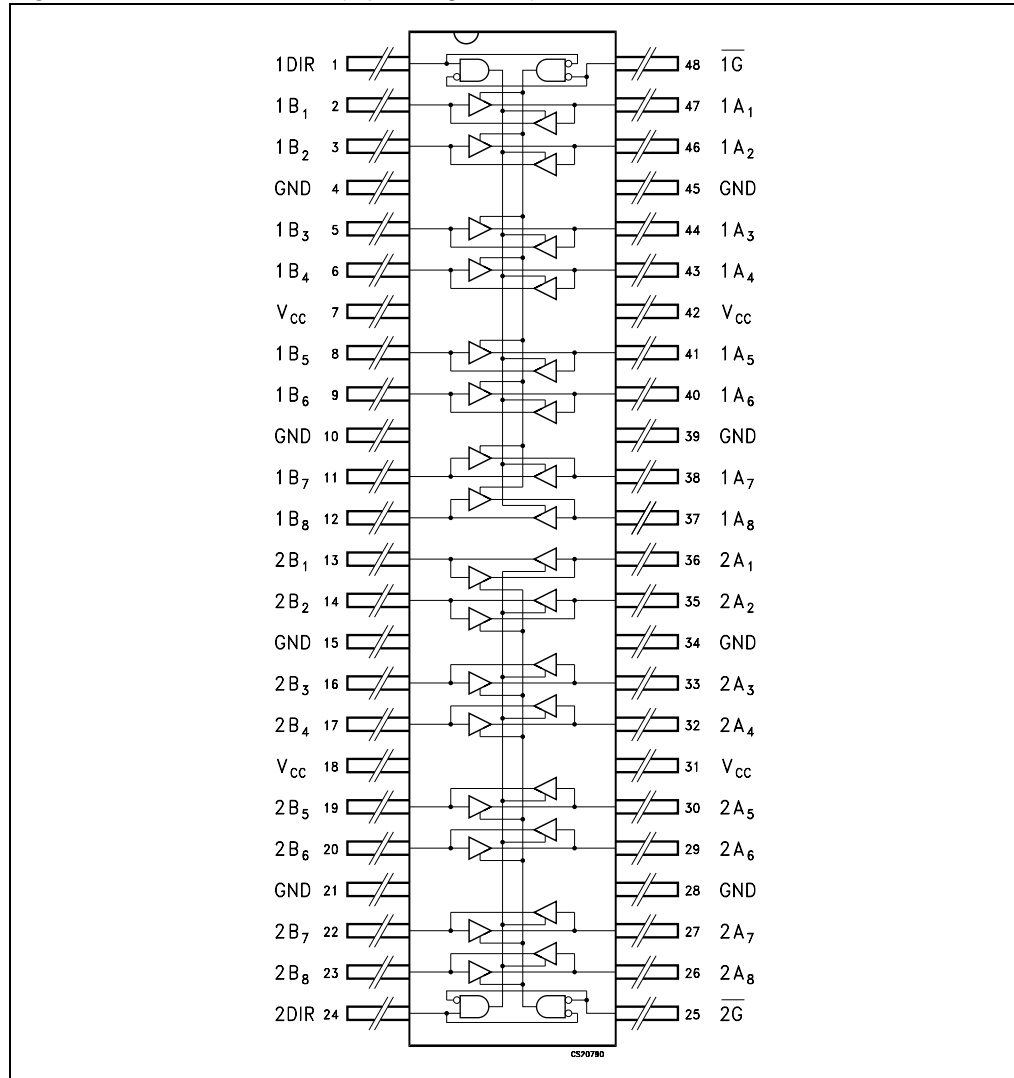 1DIR 1 48 1G
1B1 2 47 1A1
1B2 3 46 1A2
GND 4 45 GND
1B3 5 44 1A3
1B4 6 43 1A4
VCC 7 42 VCC
1B5 8 41 1A5
1B6 9 40 1A6
GND 10 39 GND
1B7 11 38 1A7
1B8 12 37 1A8
2B1 13 36 2A1
2B2 14 35 2A2
GND 15 34 GND
2B3 16 33 2A3
2B4 17 32 2A4
VCC 18 31 VCC
2B5 19 30 2A5
2B6 20 29 2A6
GND 21 28 GND
2B7 22 27 2A7
2B8 23 26 2A8
2DIR 24 25 2G
CS20790